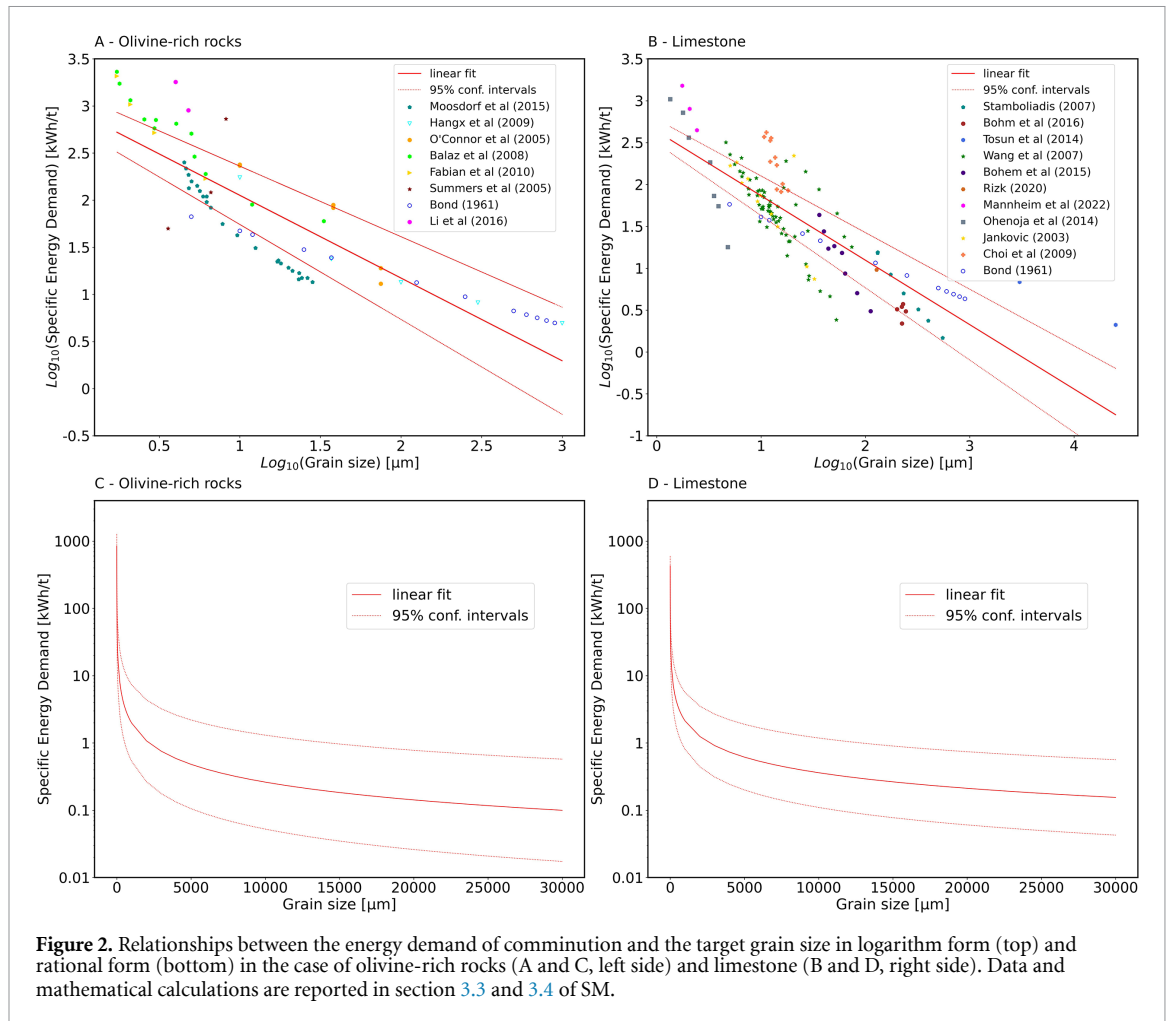 A - Olivine-rich rocks
3.5
3.0
2.5
2.0
1.5
1.0
0.5
0
-0.5
Log10(Specific Energy Demand) [kWh/t]
linear fit
95% conf. intervals
Moosdorf et al (2015)
Hangx et al (2009)
O'Connor et al (2005)
Balaz et al (2008)
Fabian et al (2010)
Summers et al (2005)
Bond (1961)
Li et al (2016)
0.5
1.0
1.5
2
2.5
3.0
Log10(Grain size) [μm]
B - Limestone
3.5
3.0
2.5
2.0
1.5
1.0
0.5
0
-0.5
-1
Log10(Specific Energy Demand) [kWh/t]
linear fit
95% conf. intervals
Stamboliadis (2007)
Bohm et al (2016)
Tosun et al (2014)
Wang et al (2007)
Bohem et al (2015)
Rizk (2020)
Mannheim et al (2022)
Ohenoja et al (2014)
Jankovic (2003)
Choi et al (2009)
Bond (1961)
0
1
2
3
4
Log10(Grain size) [μm]
C - Olivine-rich rocks
1000
100
10
1
0.1
0.01
Specific Energy Demand [kWh/t]
linear fit
95% conf. intervals
0
5000
10000
15000
20000
25000
30000
Grain size [μm]
D - Limestone
1000
100
10
1
0.1
0.01
Specific Energy Demand [kWh/t]
linear fit
95% conf. intervals
0
5000
10000
15000
20000
25000
30000
Grain size [μm]
Figure 2. Relationships between the energy demand of comminution and the target grain size in logarithm form (top) and
rational form (bottom) in the case of olivine-rich rocks (A and C, left side) and limestone (B and D, right side). Data and
mathematical calculations are reported in section 3.3 and 3.4 of SM.